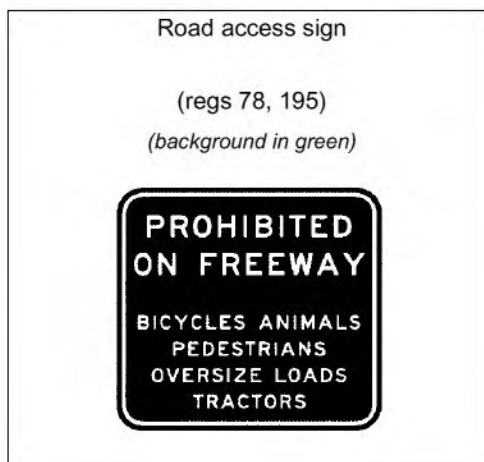 Road access sign
(regs 78, 195)
(background in green)
PROHIBITED
ON FREEWAY
BICYCLES ANIMALS
PEDESTRIANS
OVERSIZE LOADS
TRACTORS